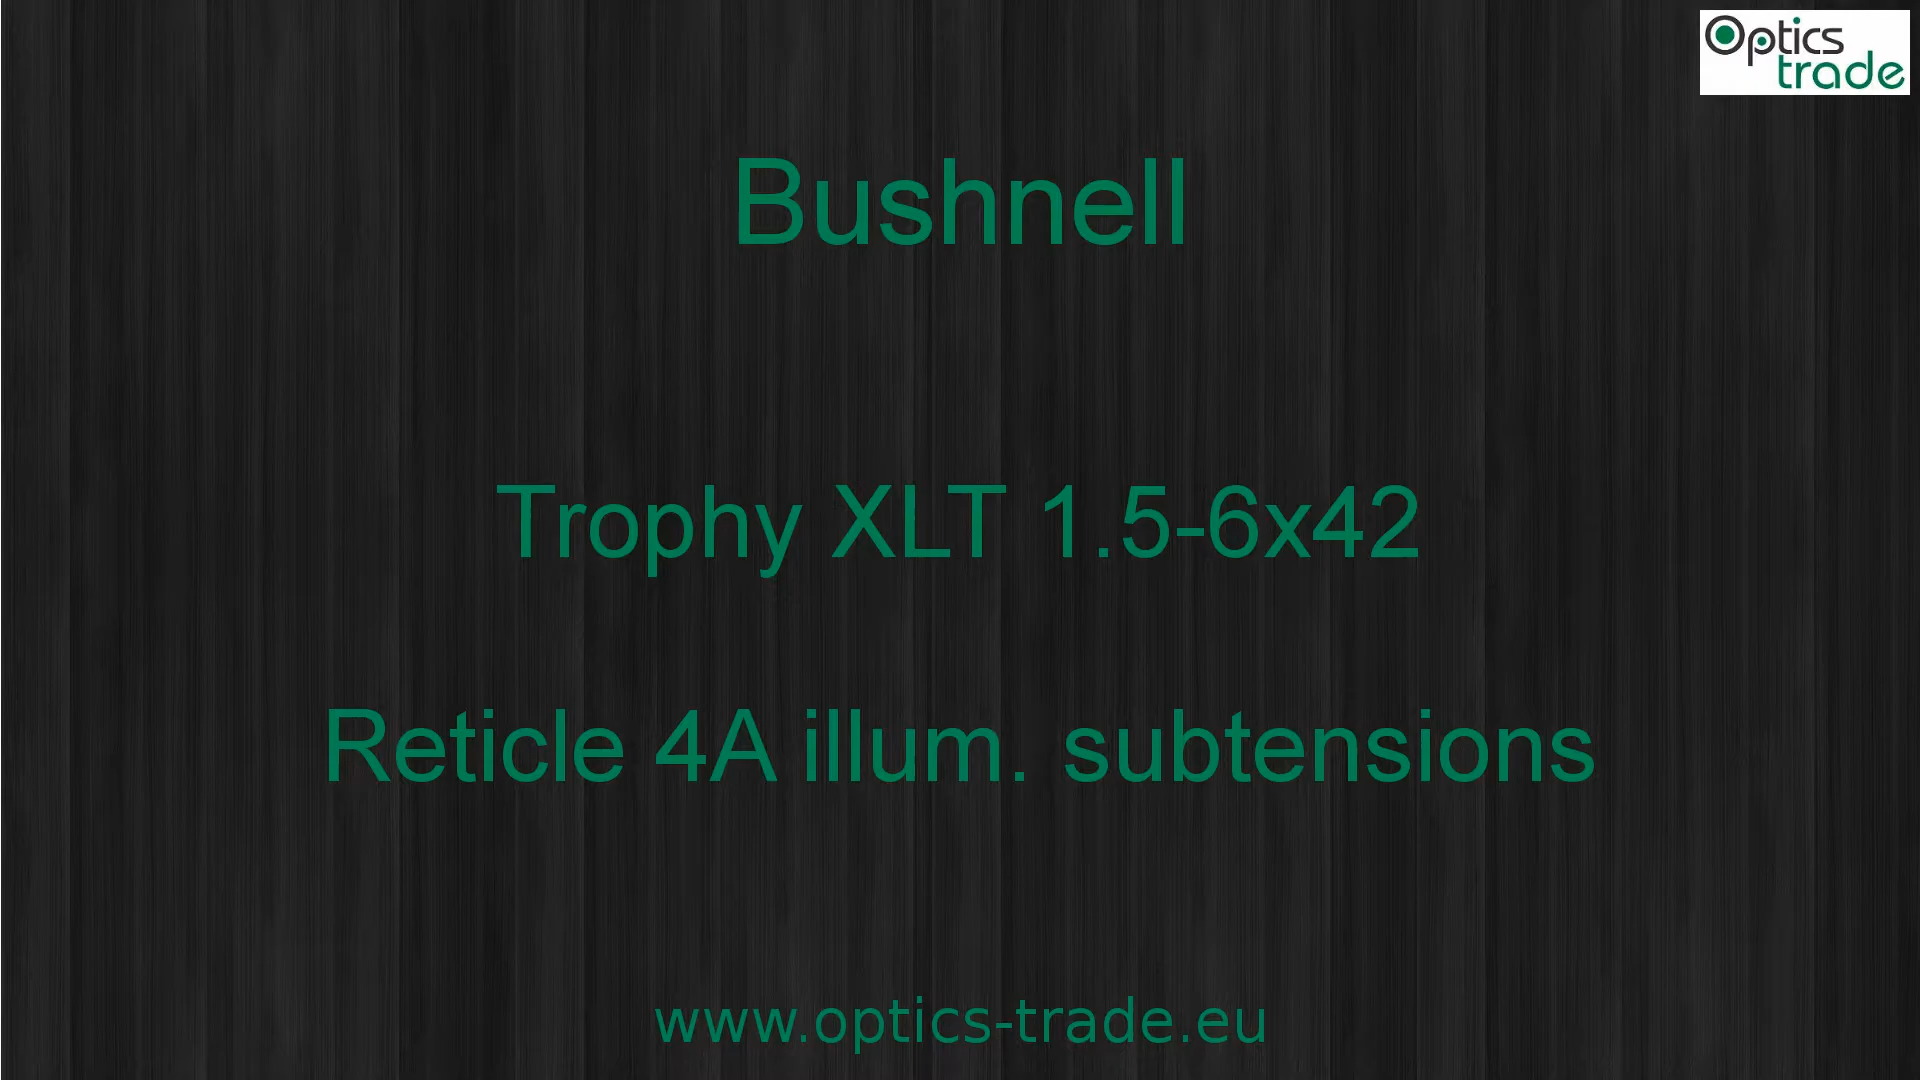 Optics
trade
Bushnell
Trophy XLT 1.5-6x42
Reticle 4A illum. subtensions
www.optics-trade.eu